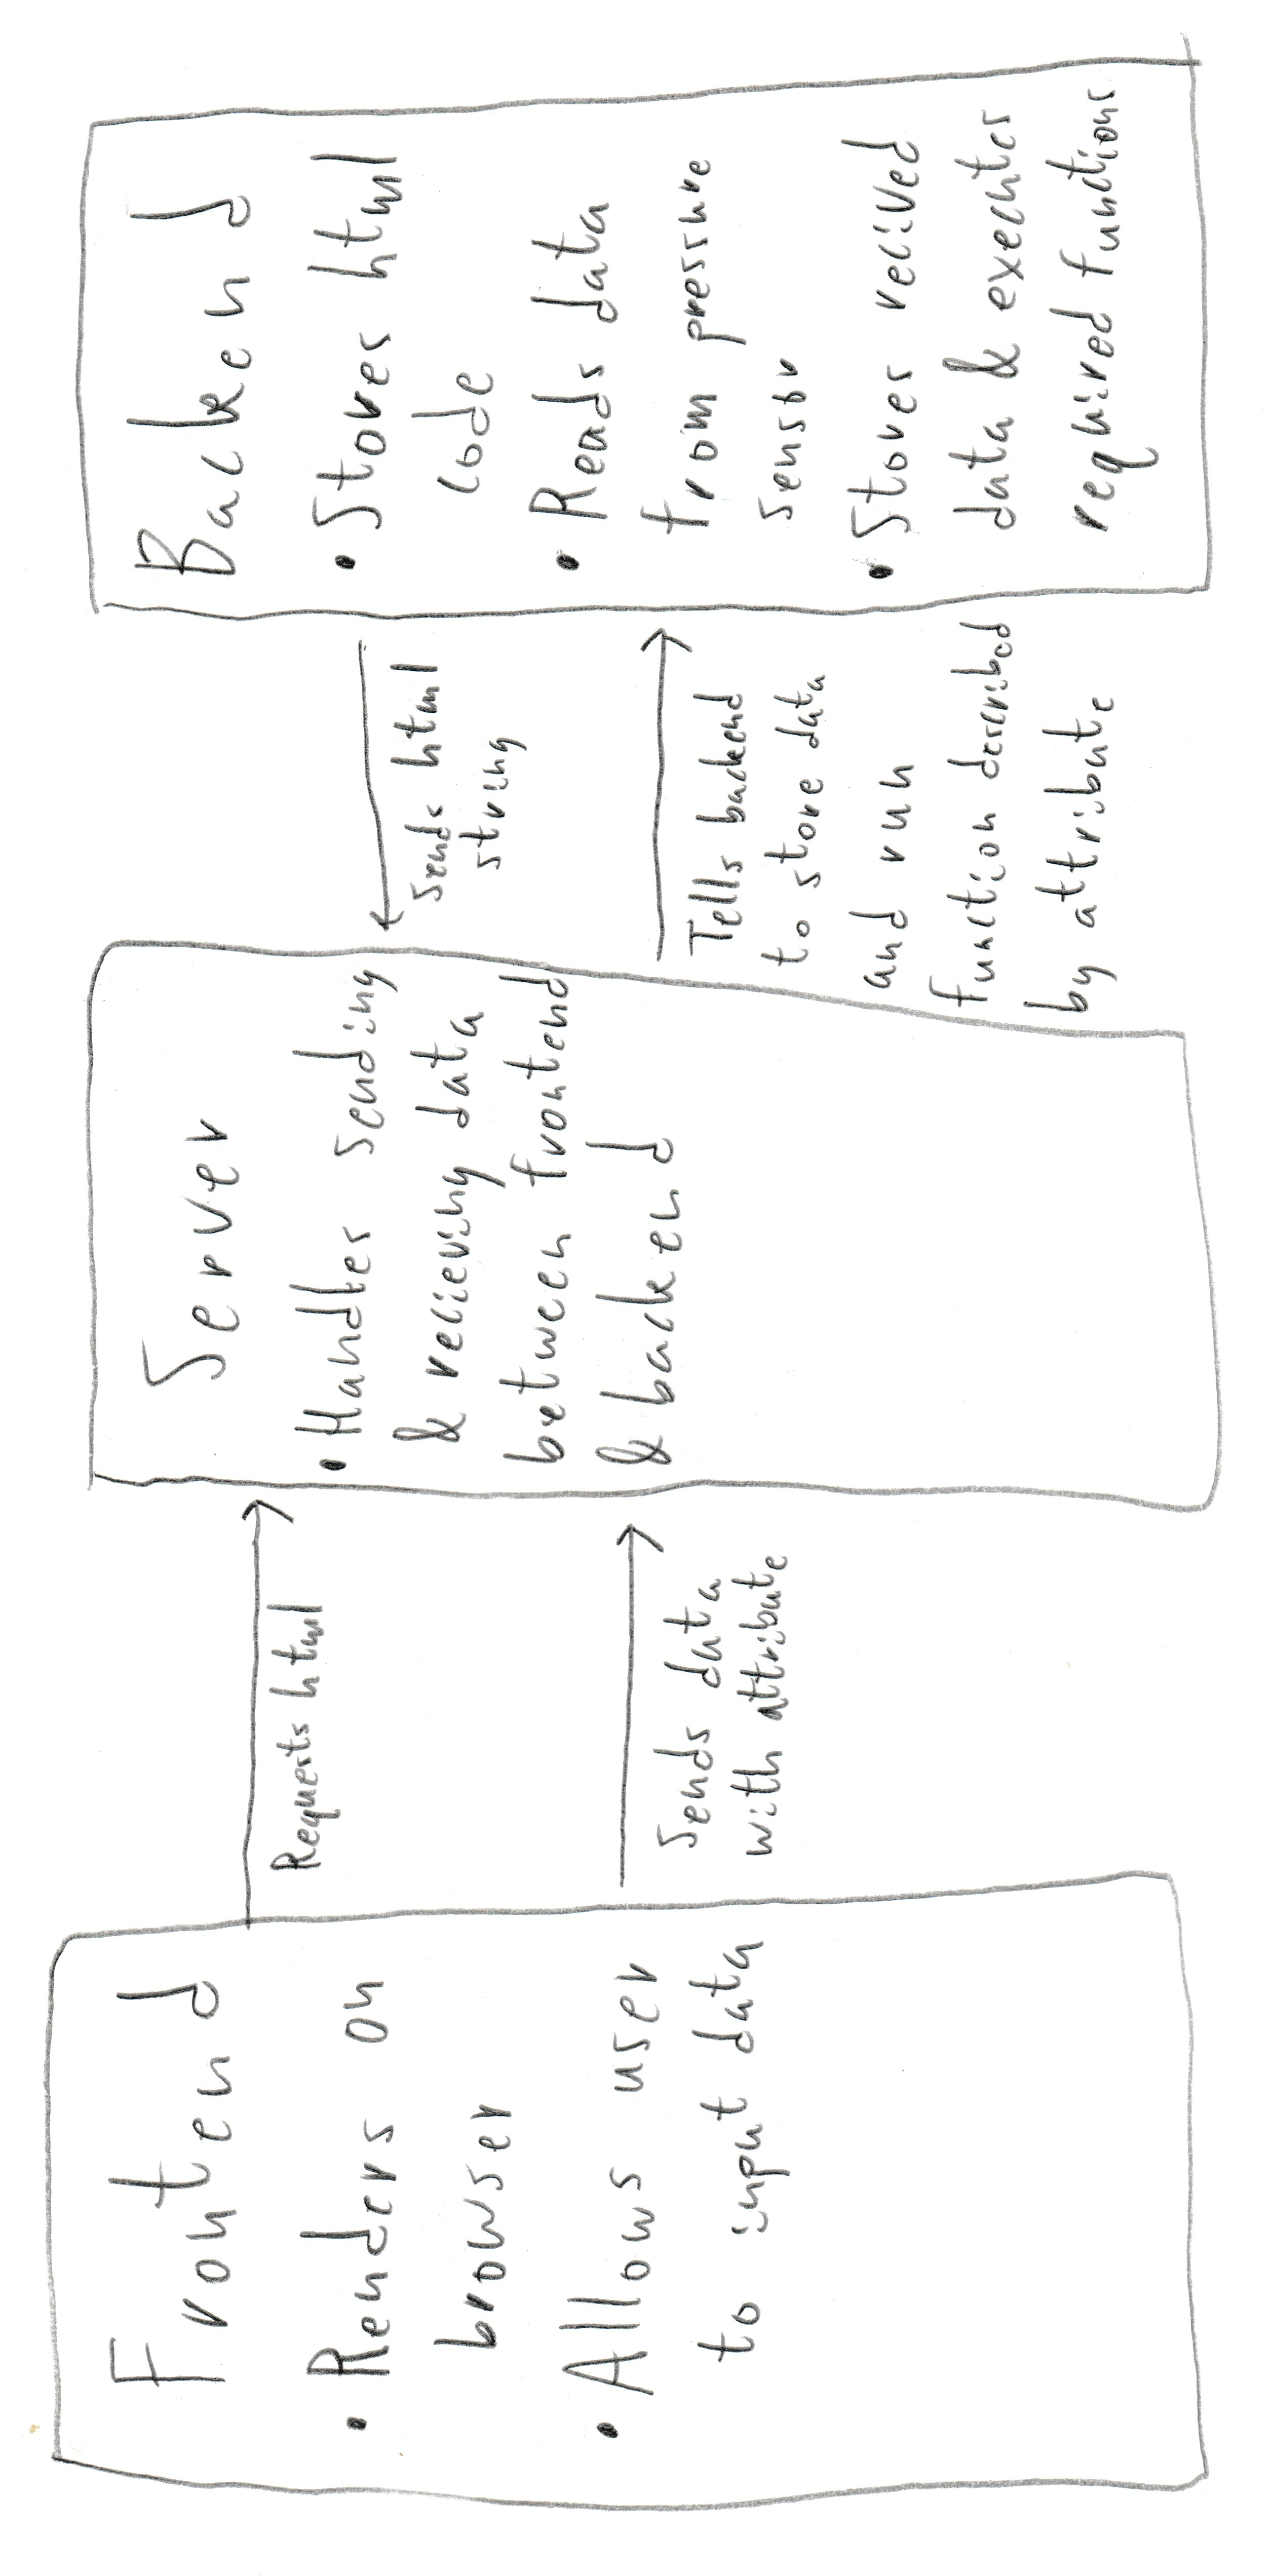 Frontend
• Renders on
browser
• Allows user
to input data
Requests html
Sends data
with attribute
Server
• Handles sending
& recieving data
between frontend
& backend
Sends html
string
Tells backend
to store data
and run
function described
by attribute
Backend
• Stores html
code
• Reads data
from pressure
sensor
• Stores recived
data & executes
required functions